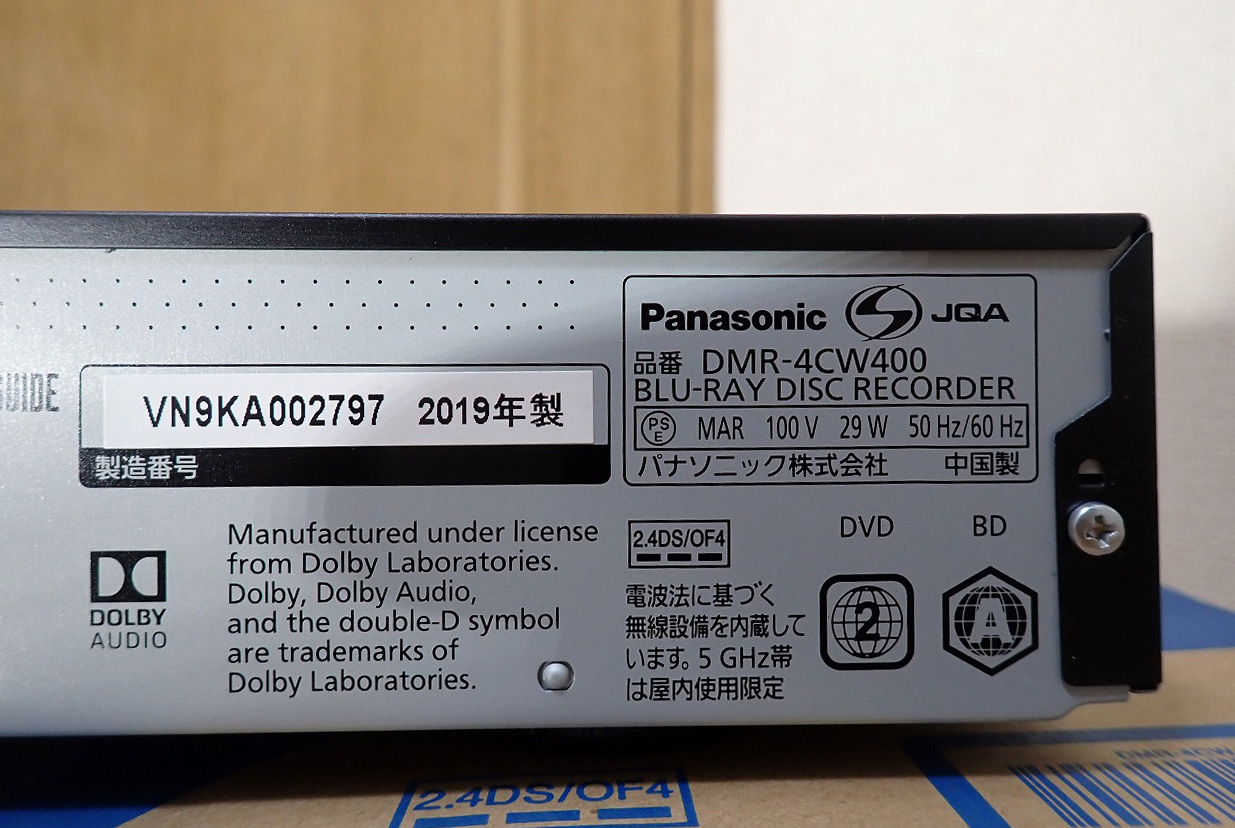 GUIDE
VN9KA002797 2019年製
製造番号
Panasonic JQA
品番 DMR-4CW400
BLU-RAY DISC RECORDER
PSE MAR 100 V 29 W 50 Hz/60 Hz
パナソニック株式会社 中国製
DOLBY
AUDIO
Manufactured under license
from Dolby Laboratories.
Dolby, Dolby Audio,
and the double-D symbol
are trademarks of
Dolby Laboratories.
2.4DS/OF4
電波法に基づく
無線設備を内蔵して
います。5 GHz帯
は屋内使用限定
DVD
2
BD
A
2.4DS/OF4
DMR-4CW